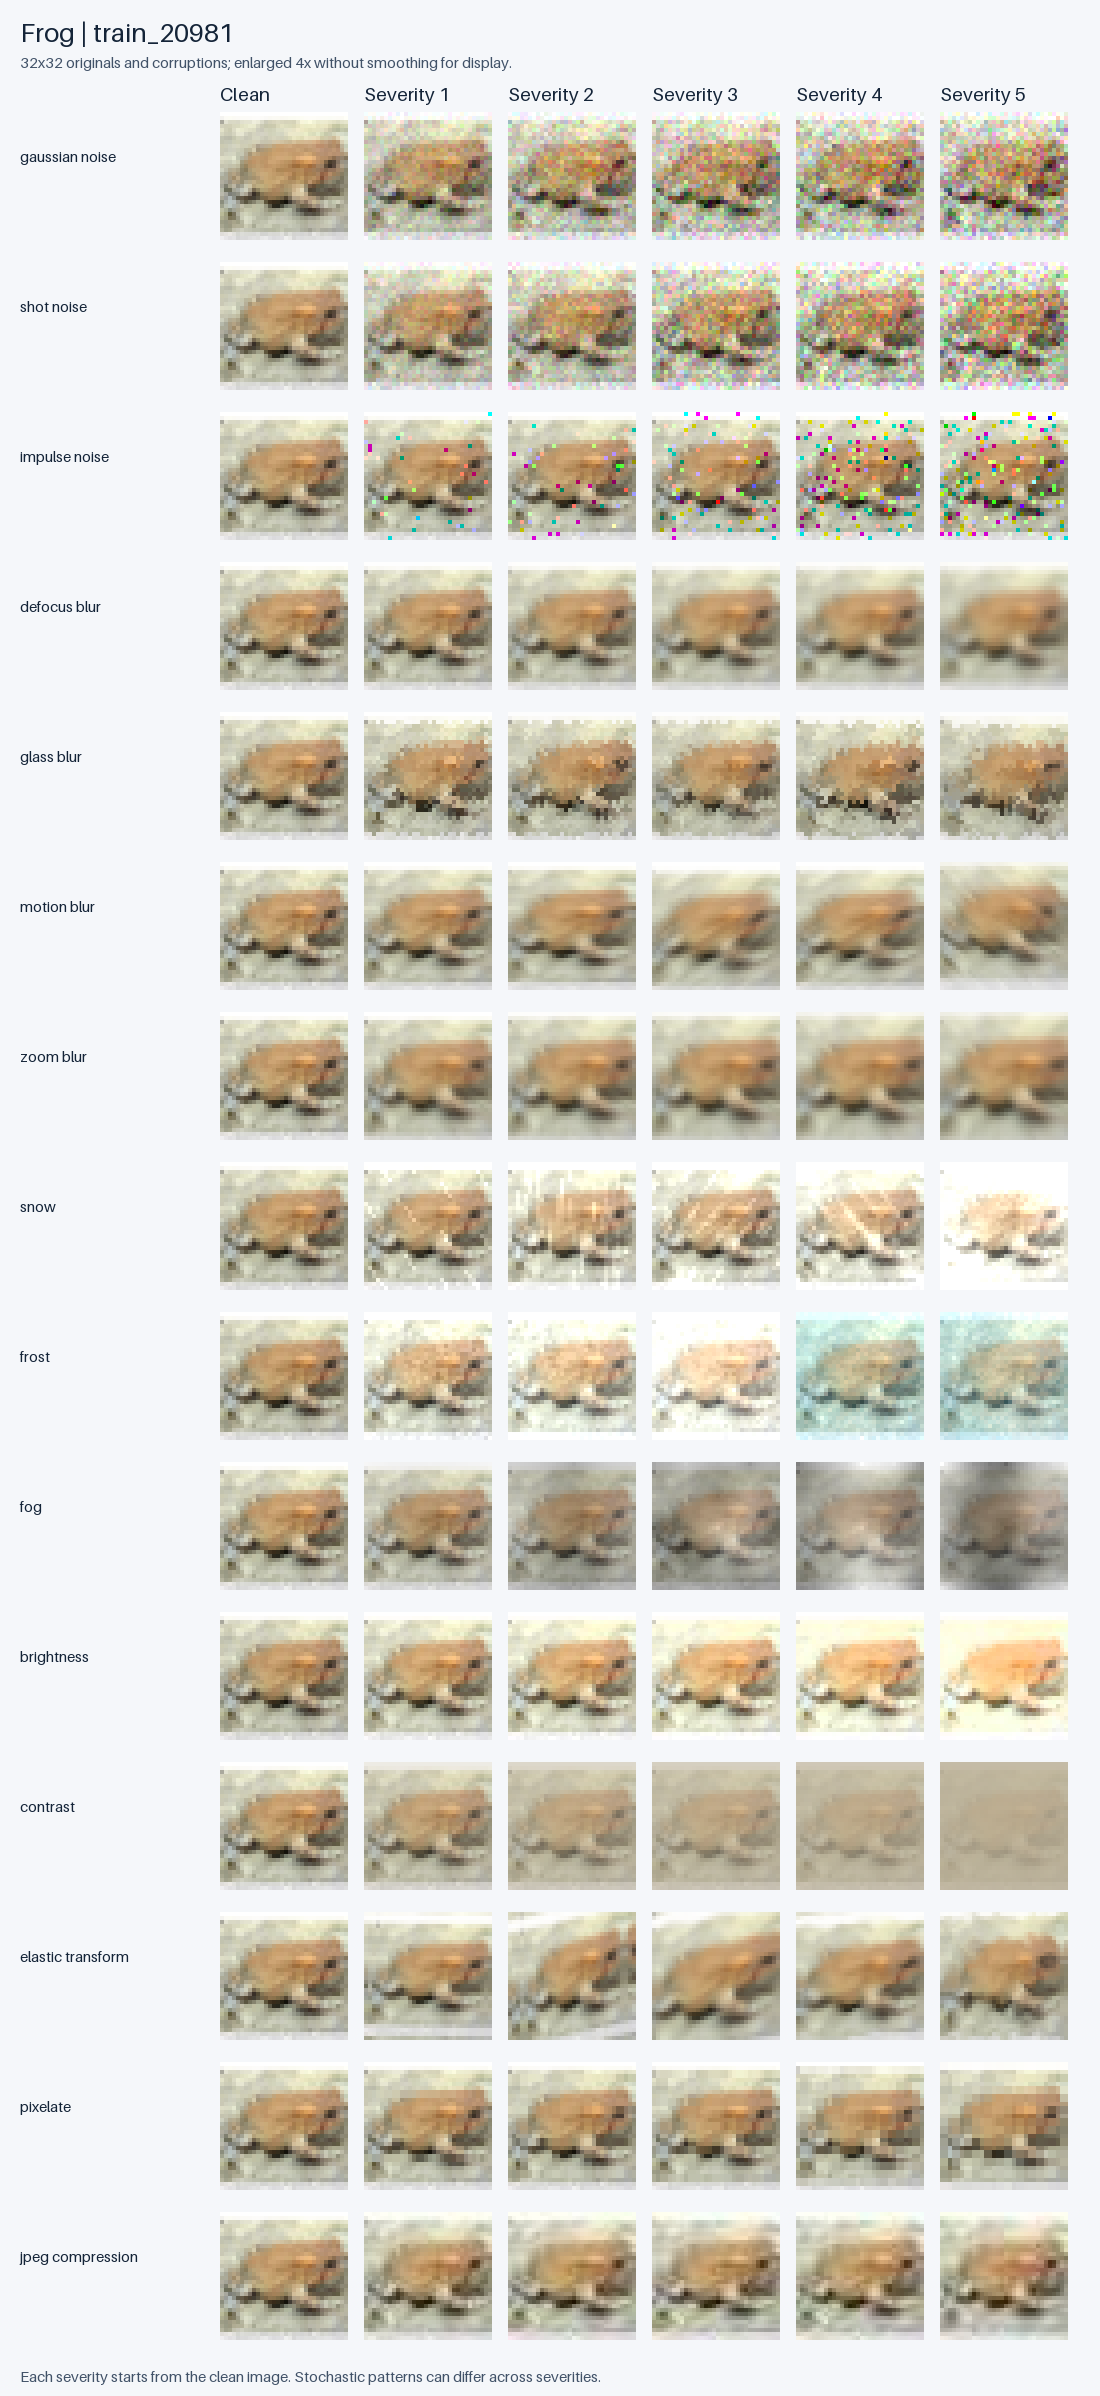 Frog | train_20981
32x32 originals and corruptions; enlarged 4x without smoothing for display.
Clean Severity 1 Severity 2 Severity 3 Severity 4 Severity 5
gaussian noise
shot noise
impulse noise
defocus blur
glass blur
motion blur
zoom blur
snow
frost
fog
brightness
contrast
elastic transform
pixelate
jpeg compression
Each severity starts from the clean image. Stochastic patterns can differ across severities.